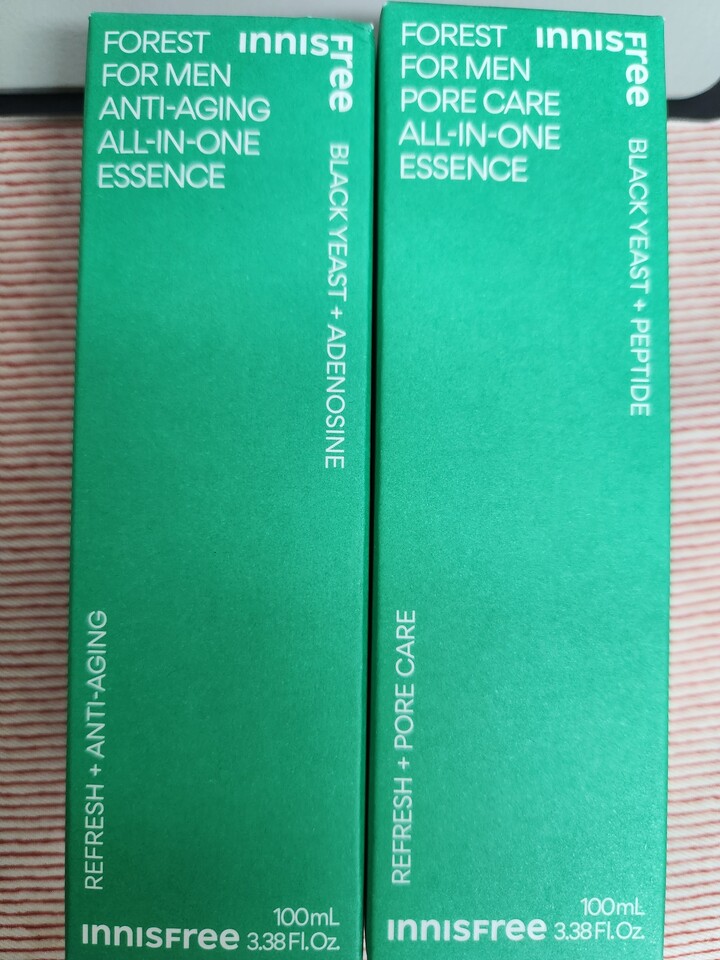 FOREST
FOR MEN
ANTI-AGING
ALL-IN-ONE
ESSENCE
innisFree
BLACK YEAST + ADENOSINE
REFRESH + ANTI-AGING
innisFree
100mL
3.38 Fl.Oz.
FOREST
FOR MEN
PORE CARE
ALL-IN-ONE
ESSENCE
innisFree
BLACK YEAST + PEPTIDE
REFRESH + PORE CARE
innisFree
100mL
3.38 Fl.Oz.